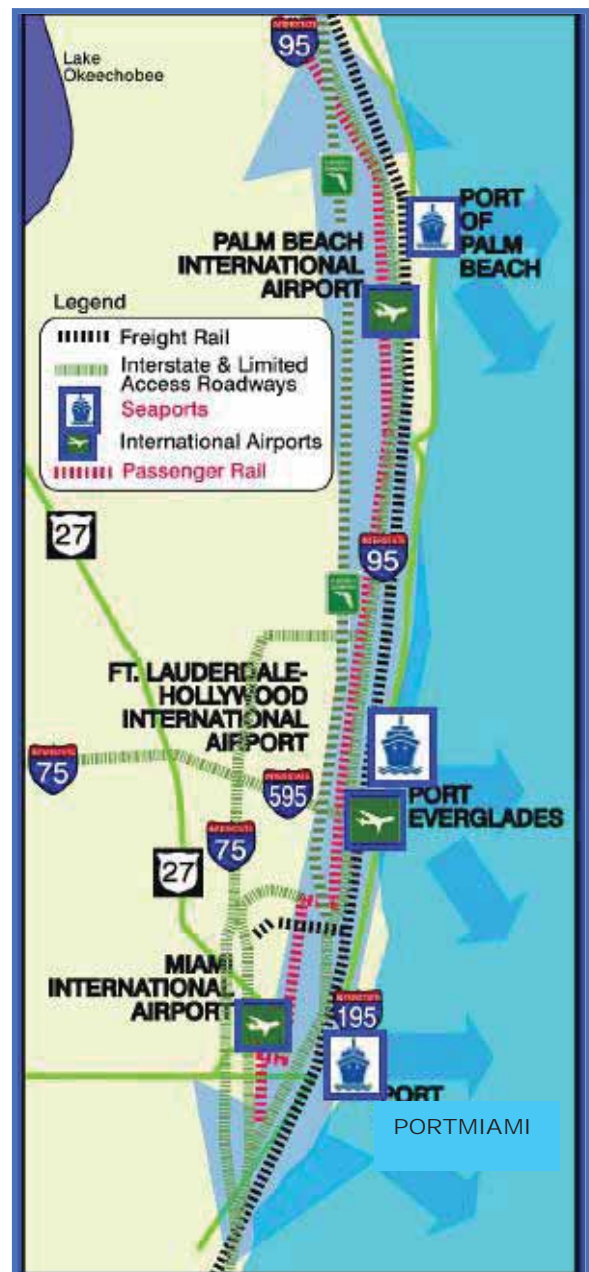 95
Lake
Okeechobee
PORT
OF
PALM
BEACH
PALM BEACH
INTERNATIONAL
AIRPORT
Legend
Freight Rail
Interstate & Limited
Access Roadways
Seaports
International Airports
Passenger Rail
27
95
FT. LAUDERDALE-
HOLLYWOOD
INTERNATIONAL
AIRPORT
75
595
PORT
EVERGLADES
75
27
MIAMI
INTERNATIONAL
AIRPORT
195
PORT
PORTMIAMI